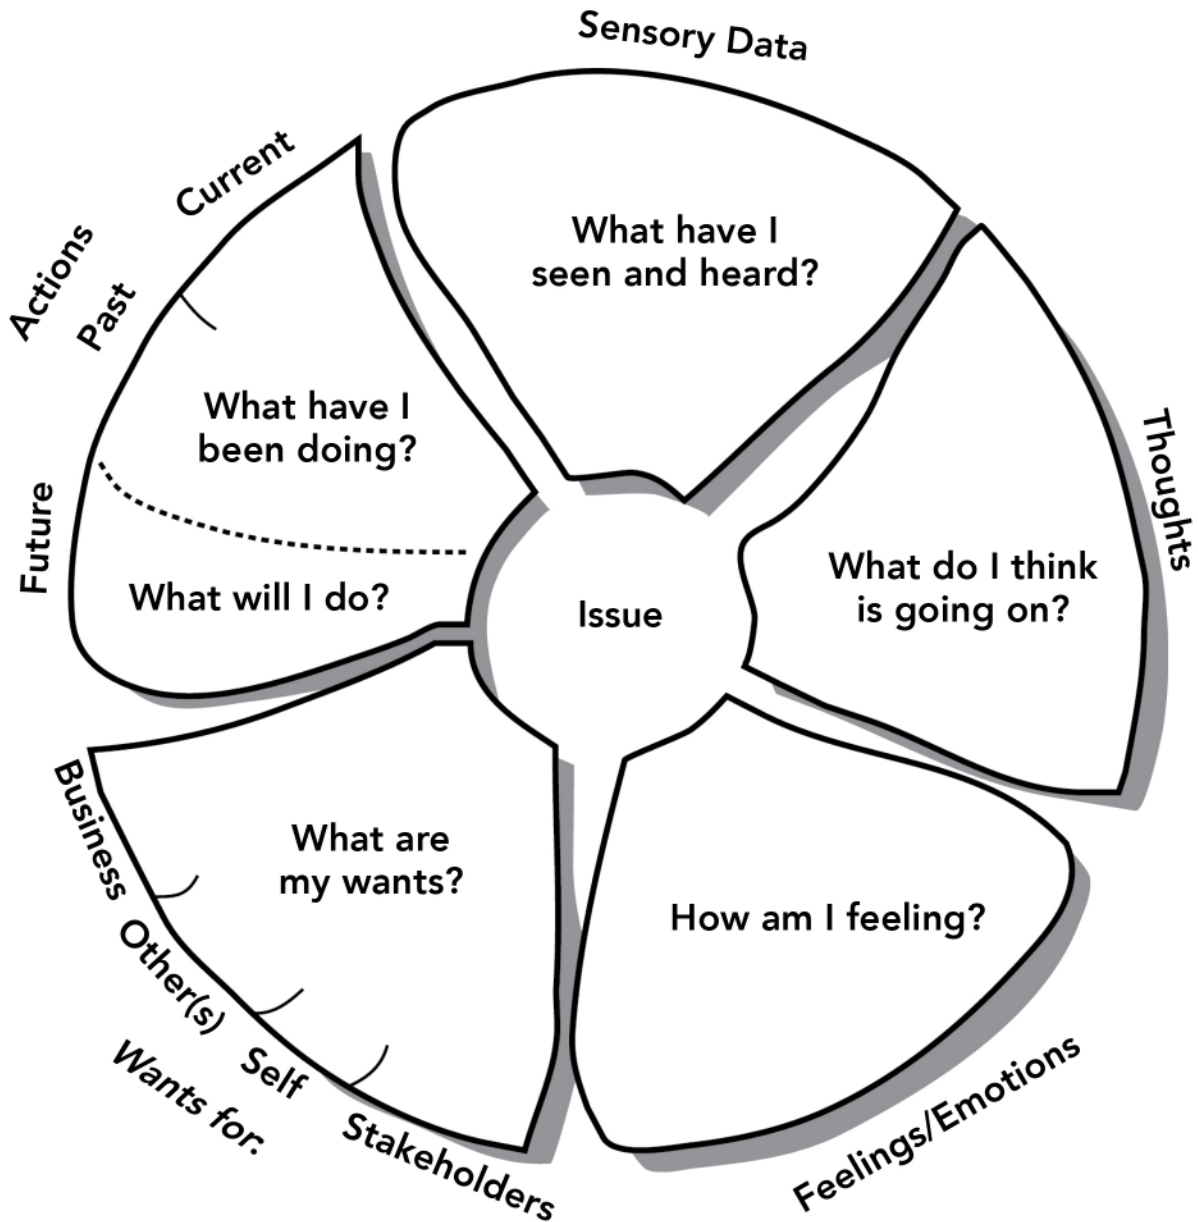 Sensory Data
What have I
seen and heard?
Thoughts
What do I think
is going on?
Feelings/Emotions
How am I feeling?
Wants for:
Business
Other(s)
Self
Stakeholders
What are
my wants?
Actions
Current
Past
Future
What have I
been doing?
What will I do?
Issue